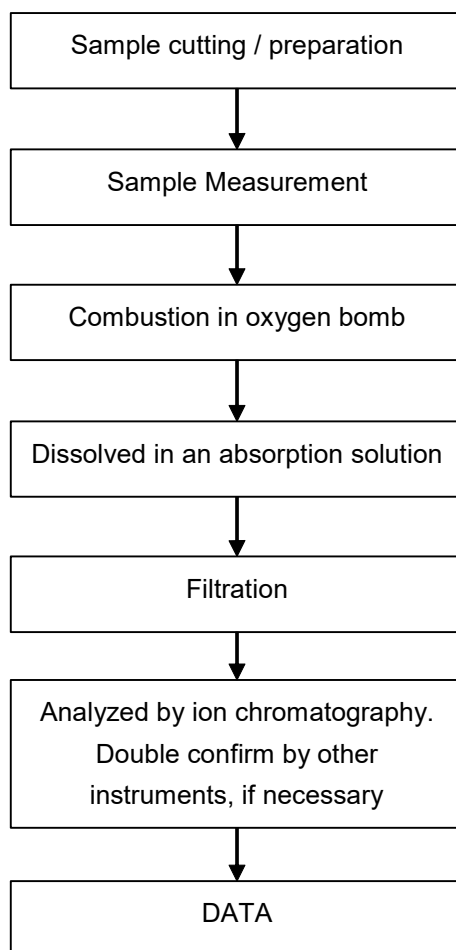 Sample cutting / preparation
Sample Measurement
Combustion in oxygen bomb
Dissolved in an absorption solution
Filtration
Analyzed by ion chromatography.
Double confirm by other
instruments, if necessary
DATA